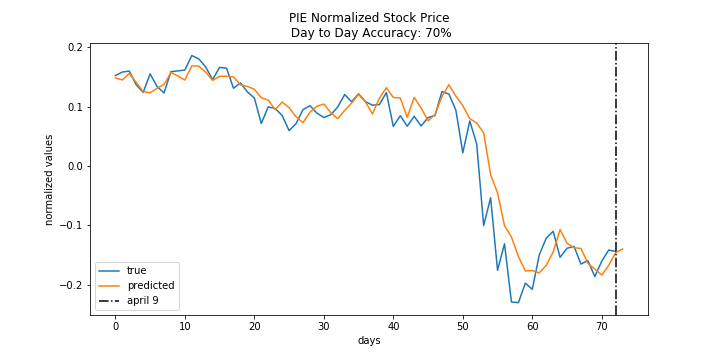 PIE Normalized Stock Price
Day to Day Accuracy: 70%
0.2
0.1
0.0
−0.1
−0.2
normalized values
true
predicted
april 9
0 10 20 30 40 50 60 70
days